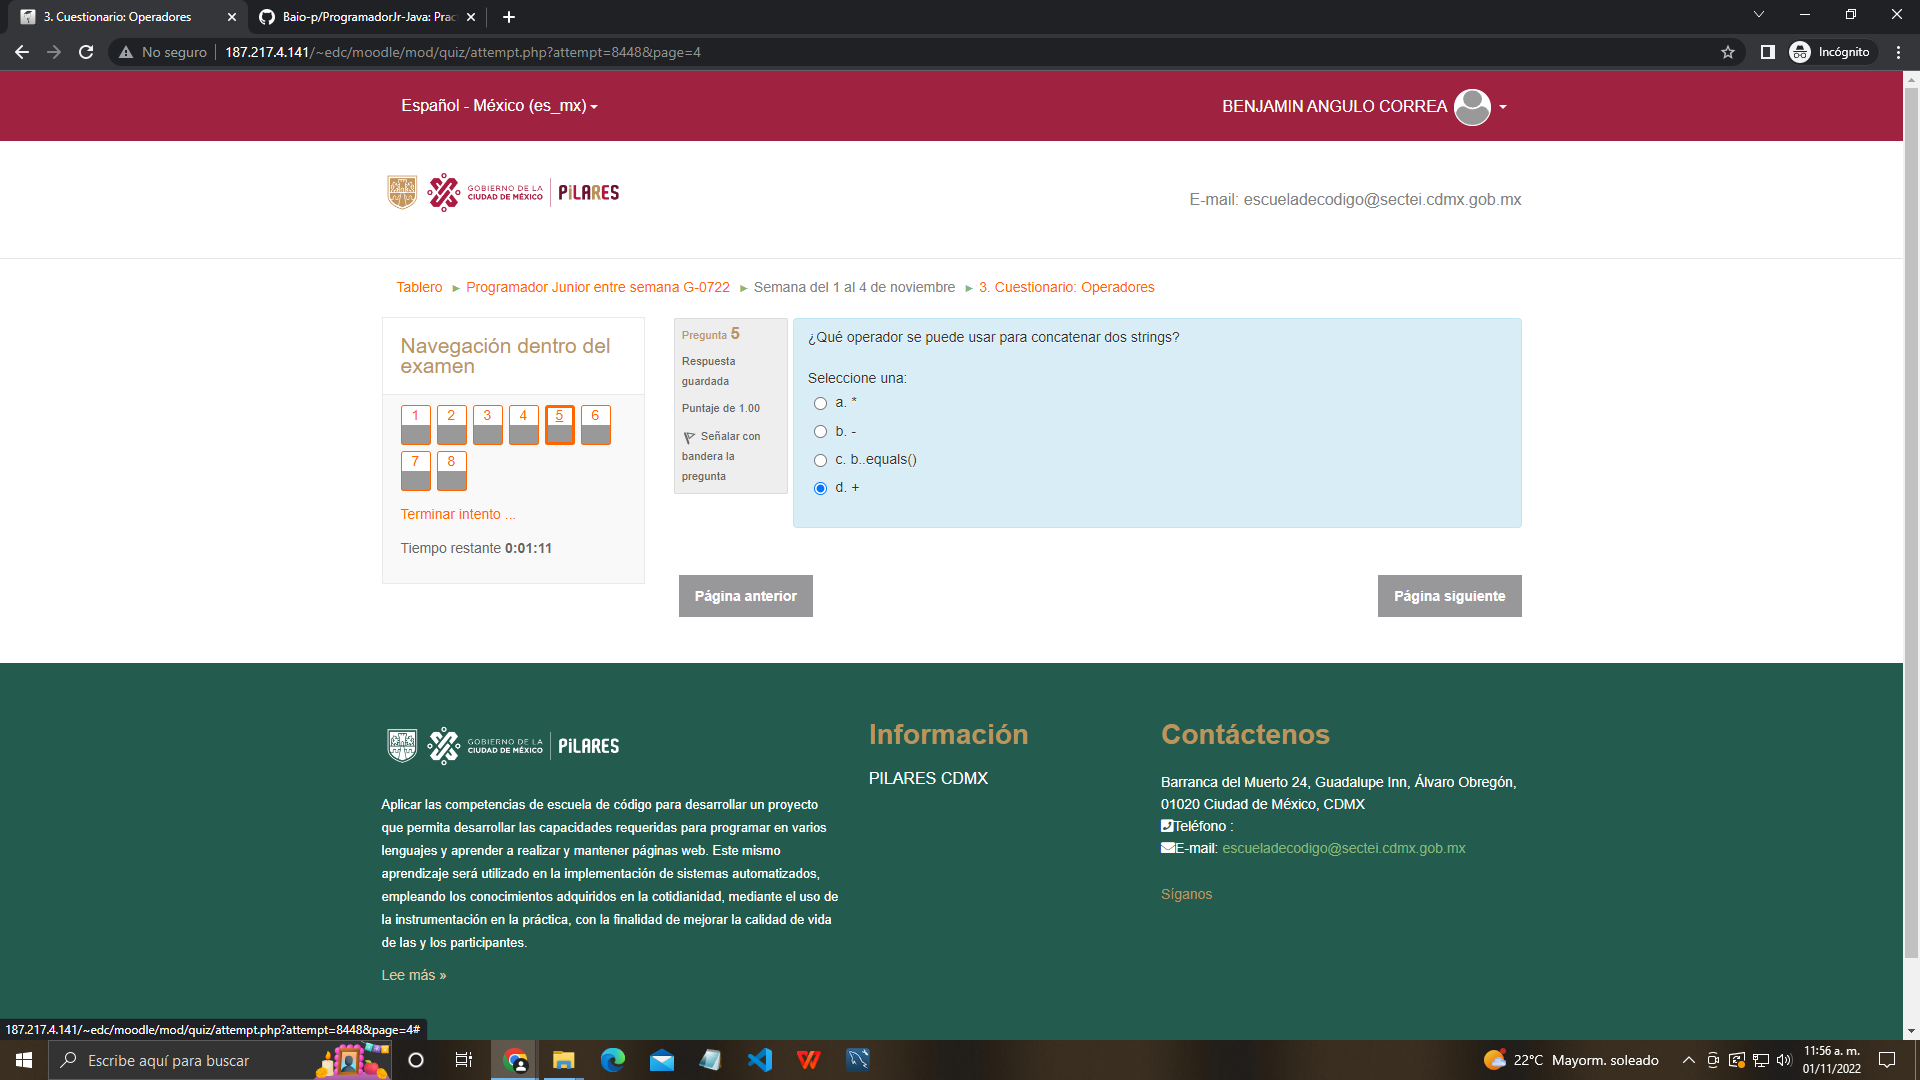 3. Cuestionario: Operadores
Baio-p/ProgramadorJr-Java: Prac
No seguro
187.217.4.141/~edc/moodle/mod/quiz/attempt.php?attempt=8448&page=4
Incógnito
Español - México (es_mx)
BENJAMIN ANGULO CORREA
GOBIERNO DE LA
CIUDAD DE MÉXICO
PiLARES
E-mail: escueladecodigo@sectei.cdmx.gob.mx
Tablero ► Programador Junior entre semana G-0722 ► Semana del 1 al 4 de noviembre ► 3. Cuestionario: Operadores
Navegación dentro del
examen
1 2 3 4 5 6
7 8
Terminar intento ...
Tiempo restante 0:01:11
Pregunta 5
Respuesta
guardada
Puntaje de 1.00
Señalar con
bandera la
pregunta
¿Qué operador se puede usar para concatenar dos strings?
Seleccione una:
a. *
b. -
c. b..equals()
d. +
Página anterior
Página siguiente
GOBIERNO DE LA
CIUDAD DE MÉXICO
PiLARES
Aplicar las competencias de escuela de código para desarrollar un proyecto
que permita desarrollar las capacidades requeridas para programar en varios
lenguajes y aprender a realizar y mantener páginas web. Este mismo
aprendizaje será utilizado en la implementación de sistemas automatizados,
empleando los conocimientos adquiridos en la cotidianidad, mediante el uso de
la instrumentación en la práctica, con la finalidad de mejorar la calidad de vida
de las y los participantes.
Lee más »
Información
PILARES CDMX
Contáctenos
Barranca del Muerto 24, Guadalupe Inn, Álvaro Obregón,
01020 Ciudad de México, CDMX
Teléfono :
E-mail: escueladecodigo@sectei.cdmx.gob.mx
Síganos
187.217.4.141/~edc/moodle/mod/quiz/attempt.php?attempt=8448&page=4#
Escribe aquí para buscar
22°C Mayorm. soleado
11:56 a. m.
01/11/2022